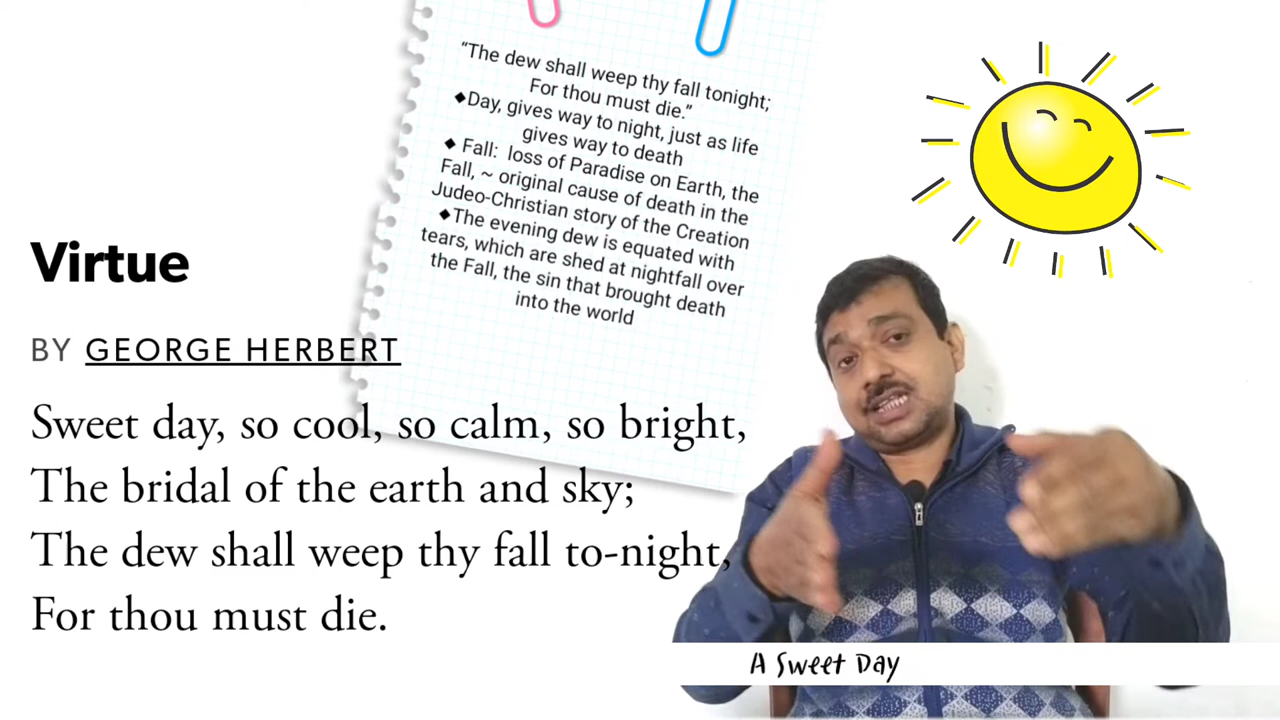 "The dew shall weep thy fall tonight;
For thou must die."
◆Day, gives way to night, just as life
gives way to death
◆ Fall: loss of Paradise on Earth, the
Fall, ~ original cause of death in the
Judeo-Christian story of the Creation
◆The evening dew is equated with
tears, which are shed at nightfall over
the Fall, the sin that brought death
into the world
Virtue
BY GEORGE HERBERT
Sweet day, so cool, so calm, so bright,
The bridal of the earth and sky;
The dew shall weep thy fall to-night,
For thou must die.
A Sweet Day